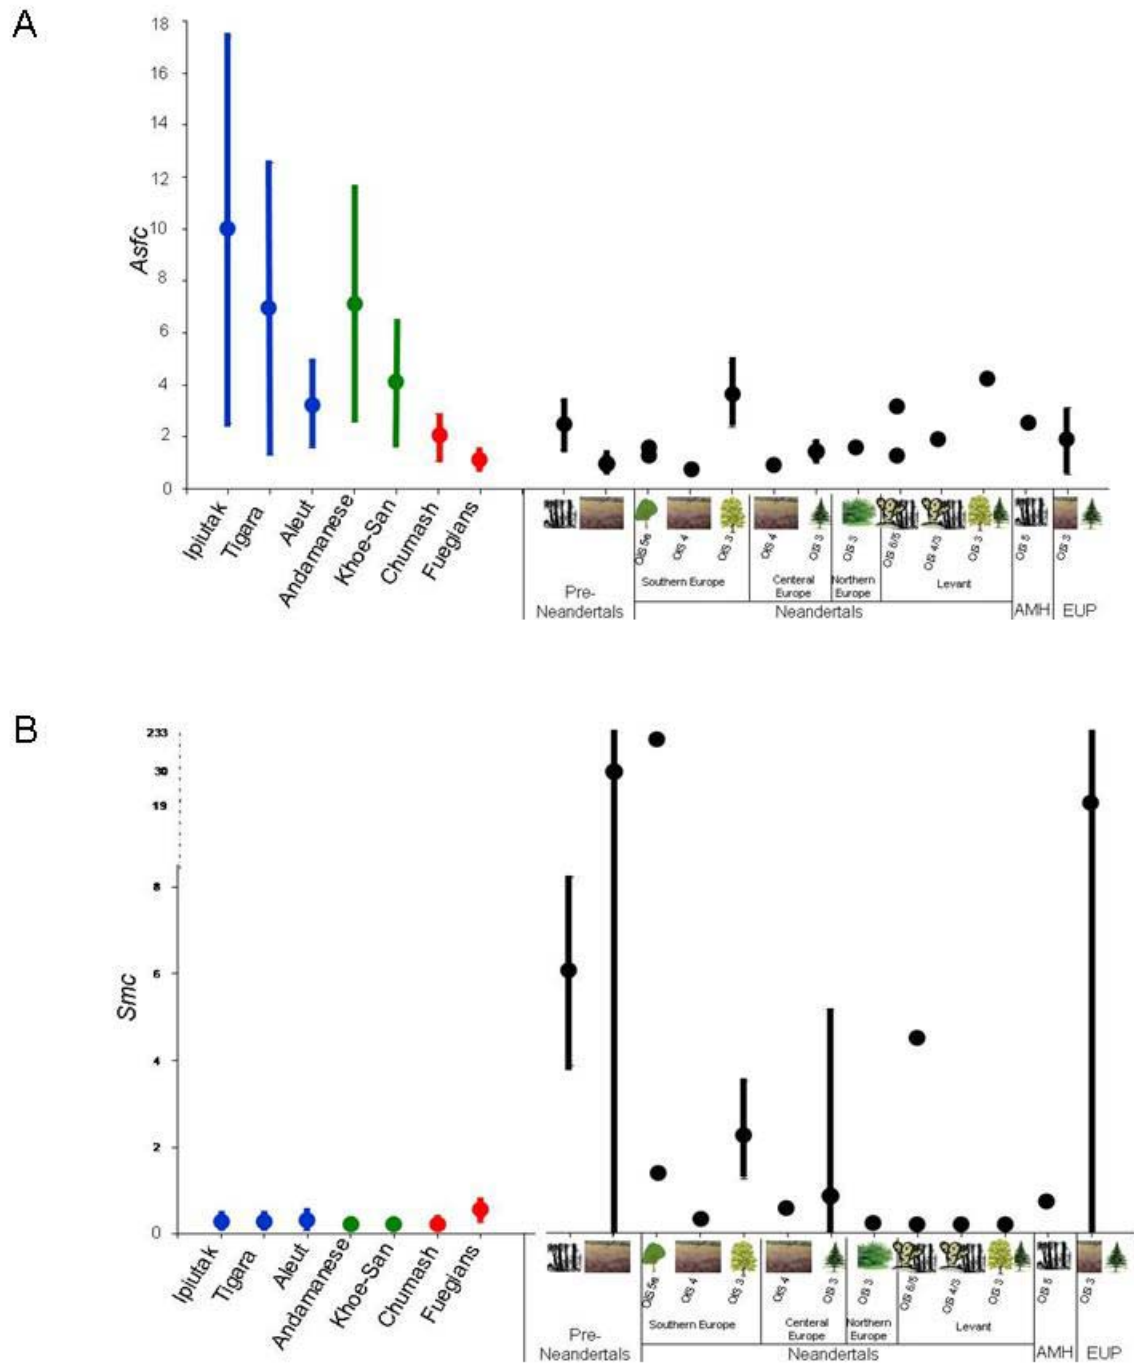 A
18
16
14
12
10
8
6
4
2
0
Asfc
Ipiutak
Tigara
Aleut
Andamanese
Khoe-San
Chumash
Fuegians
OIS 5e
OIS 4
OIS 3
OIS 4
OIS 3
OIS 3
OIS 6/5
OIS 4/3
OIS 3
OIS 5
OIS 3
Southern Europe
Centeral
Europe
Northern
Europe
Levant
Pre-
Neandertals
Neandertals
AMH
EUP
B
233
30
19
8
6
4
2
0
Smc
Ipiutak
Tigara
Aleut
Andamanese
Khoe-San
Chumash
Fuegians
OIS 5e
OIS 4
OIS 3
OIS 4
OIS 3
OIS 3
OIS 6/5
OIS 4/3
OIS 3
OIS 5
OIS 3
Southern Europe
Centeral
Europe
Northern
Europe
Levant
Pre-
Neandertals
Neandertals
AMH
EUP